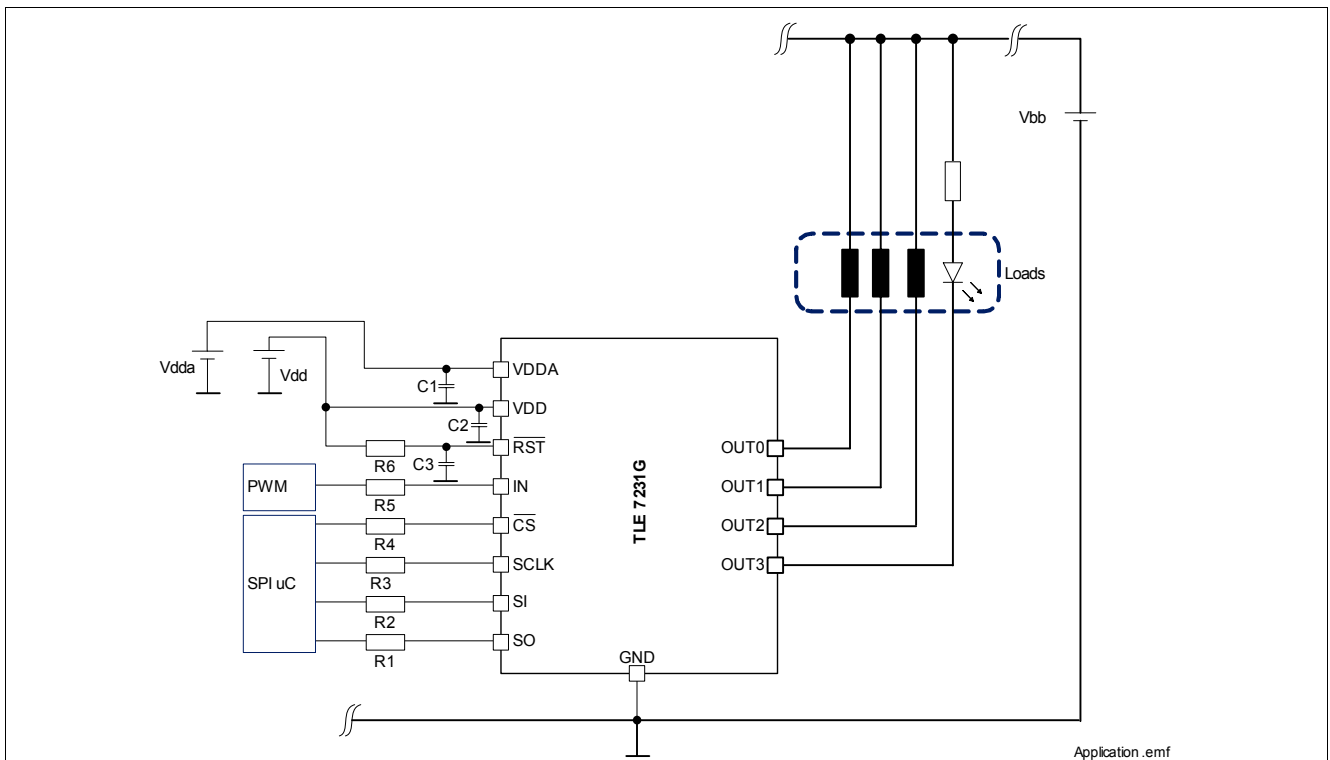 Vbb
Loads
Vdda
Vdd
C1
VDDA
C2
VDD
R6
C3
RST
OUT0
PWM
R5
IN
OUT1
TLE 7231G
SPI uC
R4
CS
OUT2
R3
SCLK
OUT3
R2
SI
R1
SO
GND
Application.emf